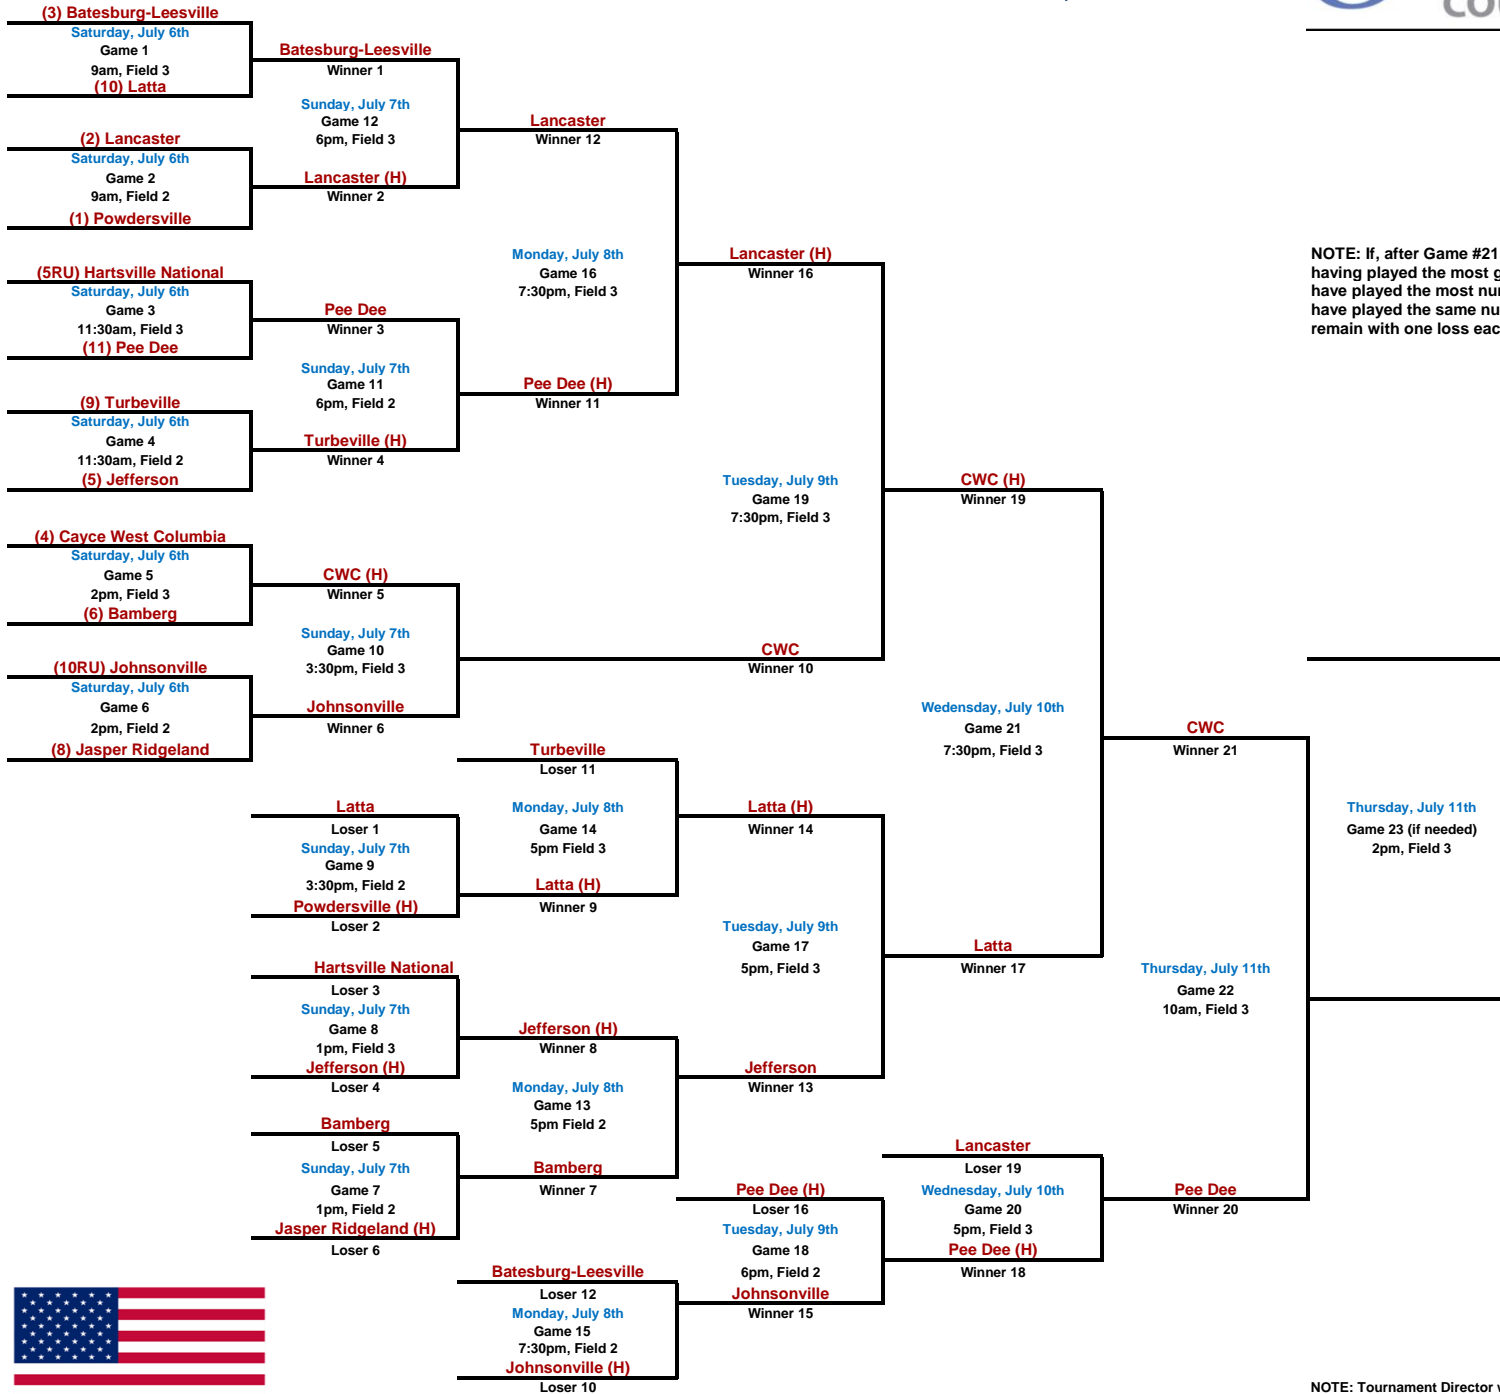 COU
(3) Batesburg-Leesville
Saturday, July 6th
Game 1
9am, Field 3
(10) Latta
Batesburg-Leesville
Winner 1
Sunday, July 7th
Game 12
6pm, Field 3
(2) Lancaster
Saturday, July 6th
Game 2
9am, Field 2
(1) Powdersville
Lancaster (H)
Winner 2
Lancaster
Winner 12
(5RU) Hartsville National
Saturday, July 6th
Game 3
11:30am, Field 3
(11) Pee Dee
Pee Dee
Winner 3
Sunday, July 7th
Game 11
6pm, Field 2
(9) Turbeville
Saturday, July 6th
Game 4
11:30am, Field 2
(5) Jefferson
Turbeville (H)
Winner 4
Monday, July 8th
Game 16
7:30pm, Field 3
Pee Dee (H)
Winner 11
Lancaster (H)
Winner 16
NOTE: If, after Game #21
having played the most g
have played the most nu
have played the same nu
remain with one loss eac
(4) Cayce West Columbia
Saturday, July 6th
Game 5
2pm, Field 3
(6) Bamberg
CWC (H)
Winner 5
Sunday, July 7th
Game 10
3:30pm, Field 3
(10RU) Johnsonville
Saturday, July 6th
Game 6
2pm, Field 2
(8) Jasper Ridgeland
Johnsonville
Winner 6
Tuesday, July 9th
Game 19
7:30pm, Field 3
CWC
Winner 10
CWC (H)
Winner 19
Wedensday, July 10th
Game 21
7:30pm, Field 3
CWC
Winner 21
Turbeville
Loser 11
Monday, July 8th
Game 14
5pm Field 3
Latta (H)
Winner 9
Latta
Loser 1
Sunday, July 7th
Game 9
3:30pm, Field 2
Powdersville (H)
Loser 2
Latta (H)
Winner 14
Tuesday, July 9th
Game 17
5pm, Field 3
Latta
Winner 17
Thursday, July 11th
Game 23 (if needed)
2pm, Field 3
Thursday, July 11th
Game 22
10am, Field 3
Hartsville National
Loser 3
Sunday, July 7th
Game 8
1pm, Field 3
Jefferson (H)
Loser 4
Jefferson (H)
Winner 8
Monday, July 8th
Game 13
5pm Field 2
Jefferson
Winner 13
Bamberg
Loser 5
Sunday, July 7th
Game 7
1pm, Field 2
Jasper Ridgeland (H)
Loser 6
Bamberg
Winner 7
Lancaster
Loser 19
Wednesday, July 10th
Game 20
5pm, Field 3
Pee Dee (H)
Winner 18
Pee Dee
Winner 20
Pee Dee (H)
Loser 16
Tuesday, July 9th
Game 18
6pm, Field 2
Johnsonville
Winner 15
Batesburg-Leesville
Loser 12
Monday, July 8th
Game 15
7:30pm, Field 2
Johnsonville (H)
Loser 10
NOTE: Tournament Director w